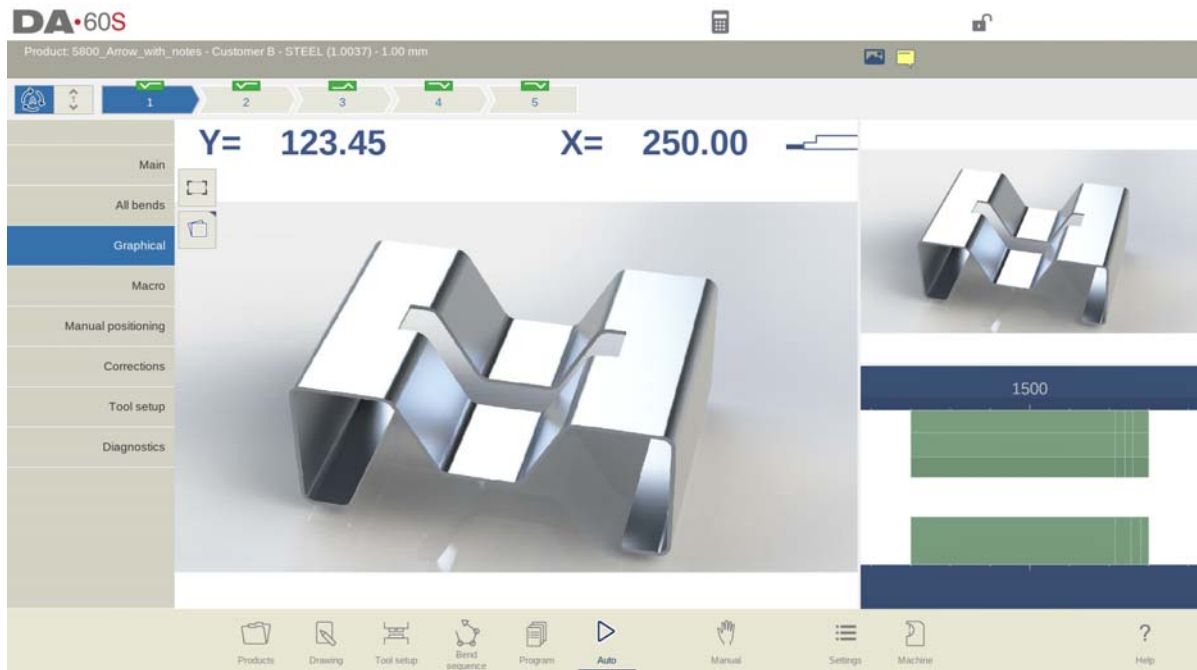 DA•60S
Product: 5800_Arrow_with_notes - Customer B - STEEL (1.0037) - 1.00 mm
1 2 3 4 5
Y= 123.45 X= 250.00
Main
All bends
Graphical
Macro
Manual positioning
Corrections
Tool setup
Diagnostics
1500
Products Drawing Tool setup Bend sequence Program Auto Manual Settings Machine Help